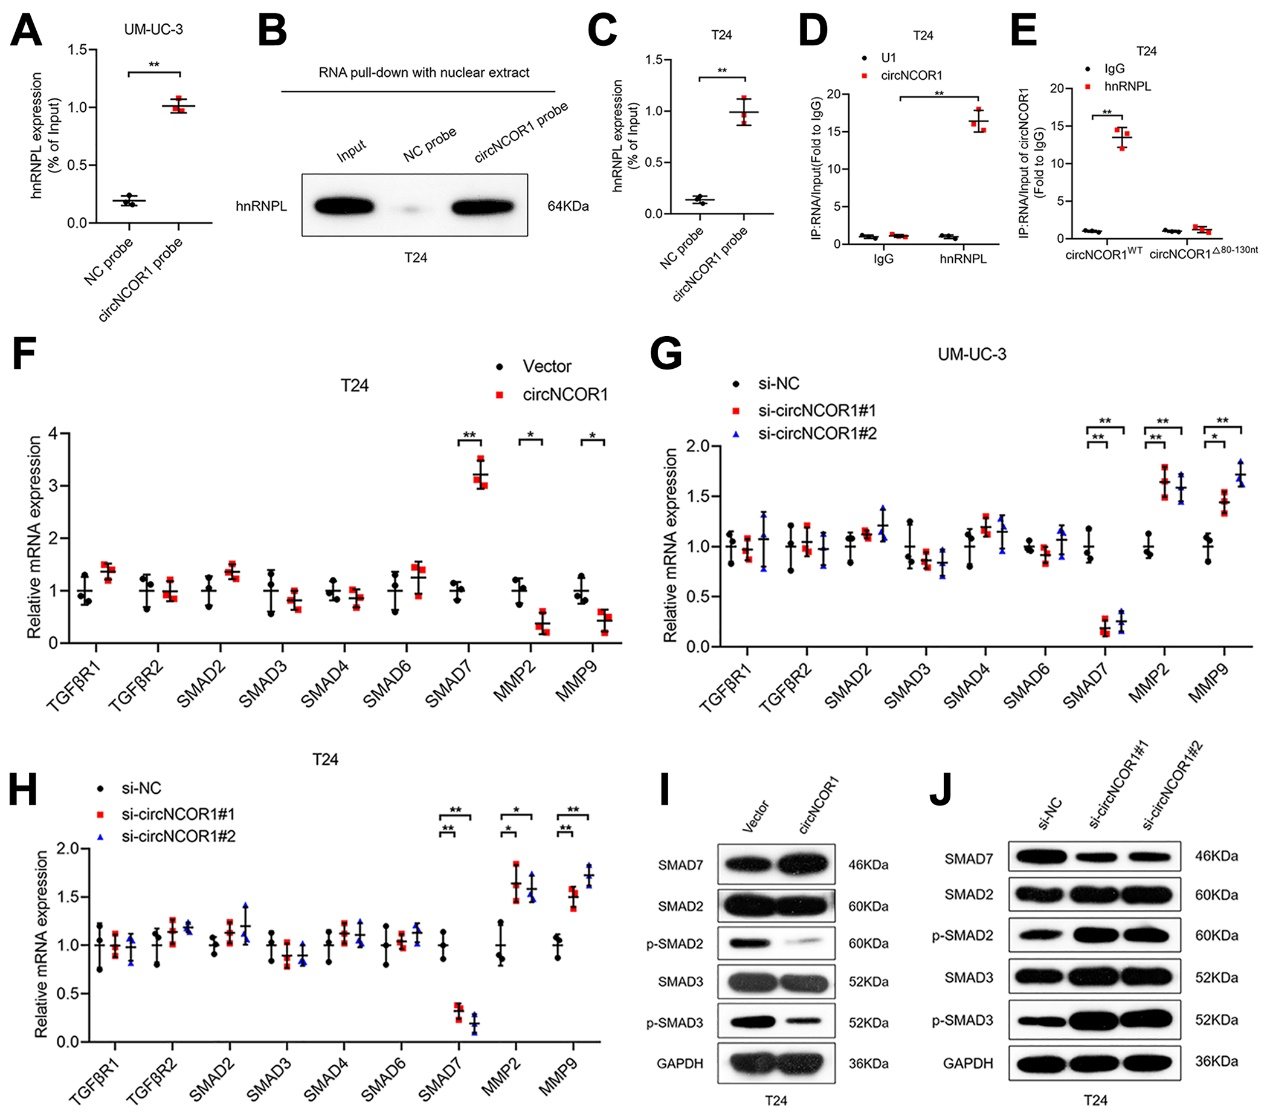 A
UM-UC-3
hnRNPL expression
(% of Input)
1.5
1.0
0.5
0.0
**
NC probe
circNCOR1 probe
B
RNA pull-down with nuclear extract
Input
NC probe
circNCOR1 probe
hnRNPL
64KDa
T24
C
T24
hnRNPL expression
(% of Input)
1.5
1.0
0.5
0.0
**
NC probe
circNCOR1 probe
D
T24
U1
circNCOR1
IP:RNA/Input(Fold to IgG)
20
15
10
5
0
**
IgG
hnRNPL
E
T24
IgG
hnRNPL
IP:RNA/Input of circNCOR1
(Fold to IgG)
20
15
10
5
0
**
circNCOR1WT
circNCOR1△80-130nt
F
T24
Vector
circNCOR1
Relative mRNA expression
4
3
2
1
0
**
*
*
TGFβR1
TGFβR2
SMAD2
SMAD3
SMAD4
SMAD6
SMAD7
MMP2
MMP9
G
UM-UC-3
si-NC
si-circNCOR1#1
si-circNCOR1#2
Relative mRNA expression
2.0
1.5
1.0
0.5
0.0
**
**
**
**
**
*
TGFβR1
TGFβR2
SMAD2
SMAD3
SMAD4
SMAD6
SMAD7
MMP2
MMP9
H
T24
si-NC
si-circNCOR1#1
si-circNCOR1#2
Relative mRNA expression
2.0
1.5
1.0
0.5
0.0
**
**
*
*
**
**
TGFβR1
TGFβR2
SMAD2
SMAD3
SMAD4
SMAD6
SMAD7
MMP2
MMP9
I
Vector
circNCOR1
SMAD7 46KDa
SMAD2 60KDa
p-SMAD2 60KDa
SMAD3 52KDa
p-SMAD3 52KDa
GAPDH 36KDa
T24
J
si-NC
si-circNCOR1#1
si-circNCOR1#2
SMAD7 46KDa
SMAD2 60KDa
p-SMAD2 60KDa
SMAD3 52KDa
p-SMAD3 52KDa
GAPDH 36KDa
T24